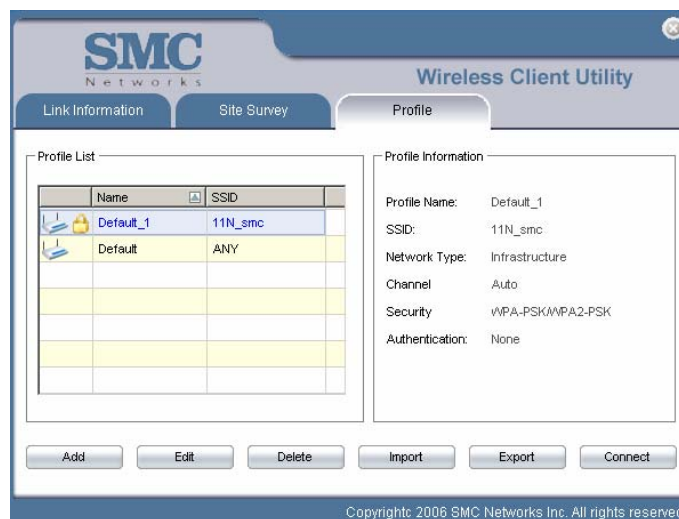 SMC
Networks
Wireless Client Utility
Link Information
Site Survey
Profile
Profile List
Name SSID
Default_1 11N_smc
Default ANY
Profile Information
Profile Name: Default_1
SSID: 11N_smc
Network Type: Infrastructure
Channel Auto
Security WPA-PSK/WPA2-PSK
Authentication: None
Add
Edit
Delete
Import
Export
Connect
Copyrightc 2006 SMC Networks Inc. All rights reserved